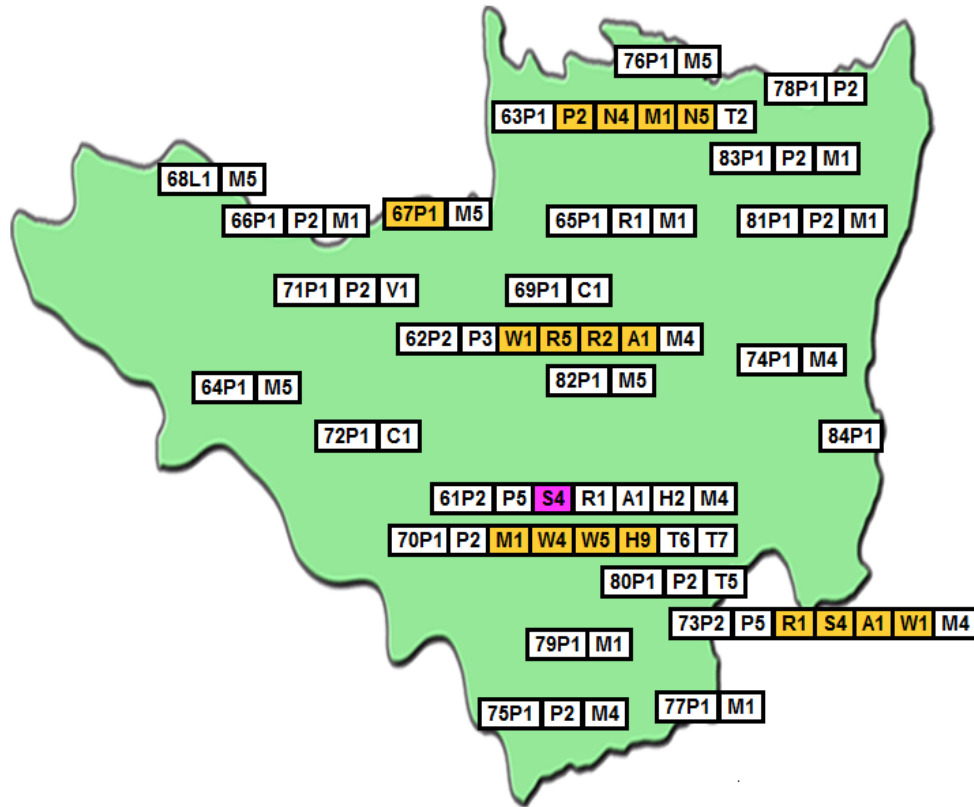 76P1 M5
78P1 P2
63P1 P2 N4 M1 N5 T2
83P1 P2 M1
68L1 M5
66P1 P2 M1
67P1 M5
65P1 R1 M1
81P1 P2 M1
71P1 P2 V1
69P1 C1
62P2 P3 W1 R5 R2 A1 M4
74P1 M4
82P1 M5
64P1 M5
72P1 C1
84P1
61P2 P5 S4 R1 A1 H2 M4
70P1 P2 M1 W4 W5 H9 T6 T7
80P1 P2 T5
73P2 P5 R1 S4 A1 W1 M4
79P1 M1
75P1 P2 M4
77P1 M1